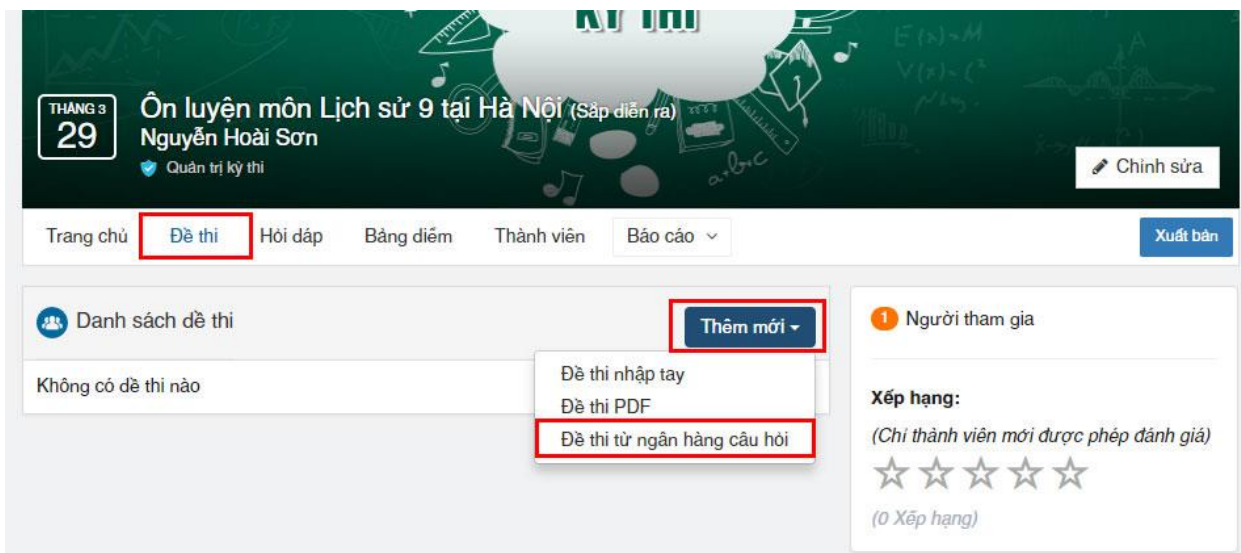 KỲ THI
THÁNG 3
29
Ôn luyện môn Lịch sử 9 tại Hà Nội (Sắp diễn ra)
Nguyễn Hoài Sơn
Quản trị kỳ thi
Chỉnh sửa
Trang chủ Đề thi Hỏi đáp Bảng điểm Thành viên Báo cáo
Xuất bản
Danh sách đề thi
Thêm mới
Không có đề thi nào
Đề thi nhập tay
Đề thi PDF
Đề thi từ ngân hàng câu hỏi
1 Người tham gia
Xếp hạng:
(Chỉ thành viên mới được phép đánh giá)
(0 Xếp hạng)